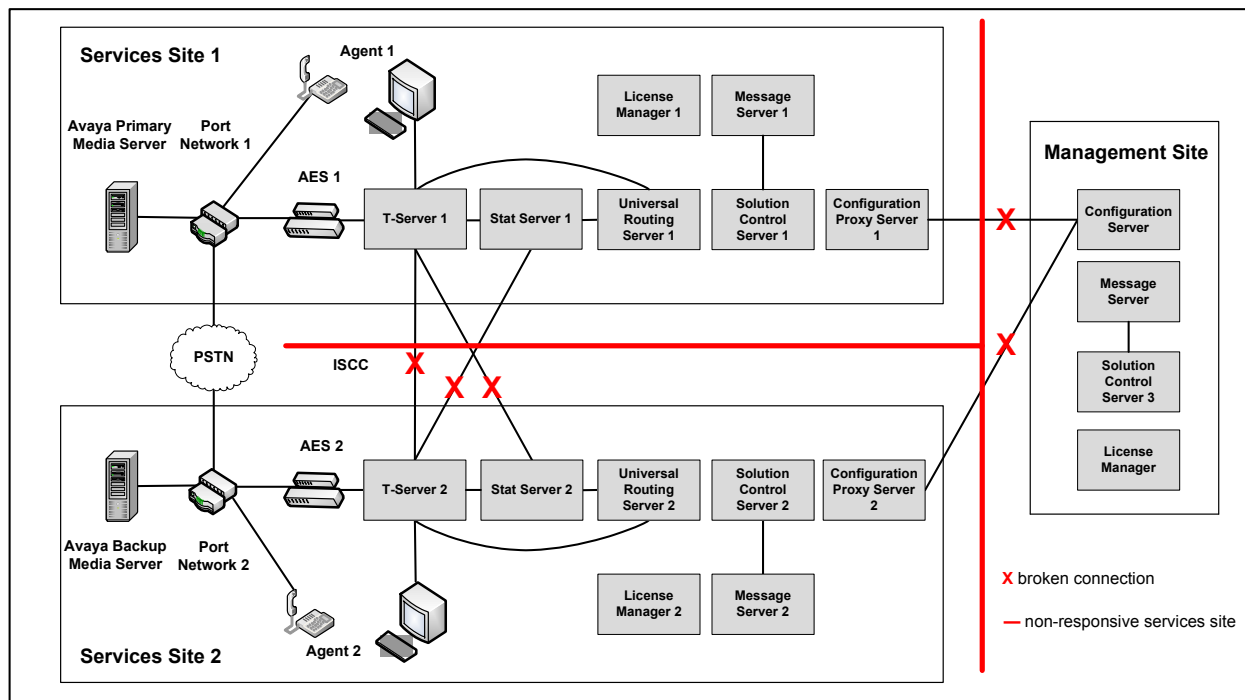 Services Site 1
Agent 1
Avaya Primary
Media Server
Port
Network 1
AES 1
License
Manager 1
Message
Server 1
T-Server 1
Stat Server 1
Universal
Routing
Server 1
Solution
Control
Server 1
Configuration
Proxy Server
1
X
Management Site
Configuration
Server
Message
Server
Solution
Control
Server 3
License
Manager
PSTN
ISCC
X
X
X
X
AES 2
T-Server 2
Stat Server 2
Universal
Routing
Server 2
Solution
Control
Server 2
Configuration
Proxy Server
2
Avaya Backup
Media Server
Port
Network 2
License
Manager 2
Message
Server 2
Agent 2
Services Site 2
X broken connection
non-responsive services site